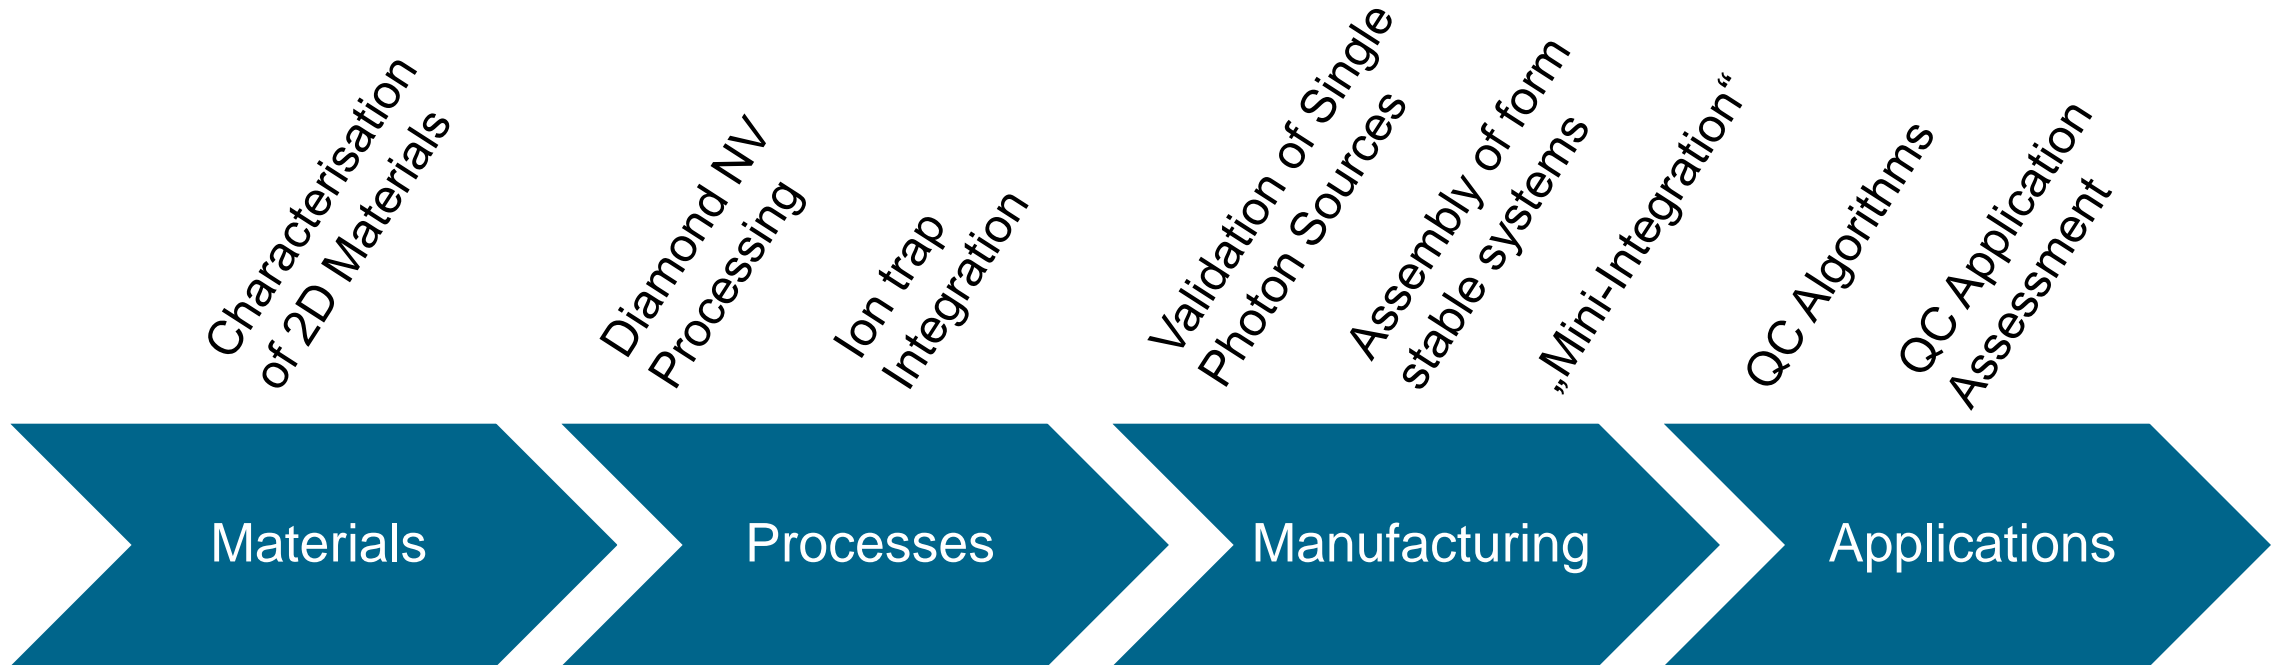 Characterisation
of 2D Materials
Diamond NV
Processing
Ion trap
Integration
Validation of Single
Photon Sources
Assembly of form
stable systems
„Mini-Integration“
QC Algorithms
QC Application
Assessment
Materials
Processes
Manufacturing
Applications